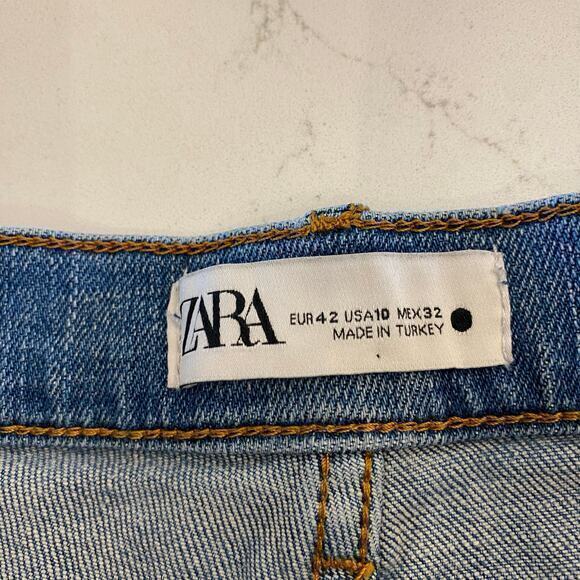 ZARA
EUR 42 USA 10 MEX 32
MADE IN TURKEY